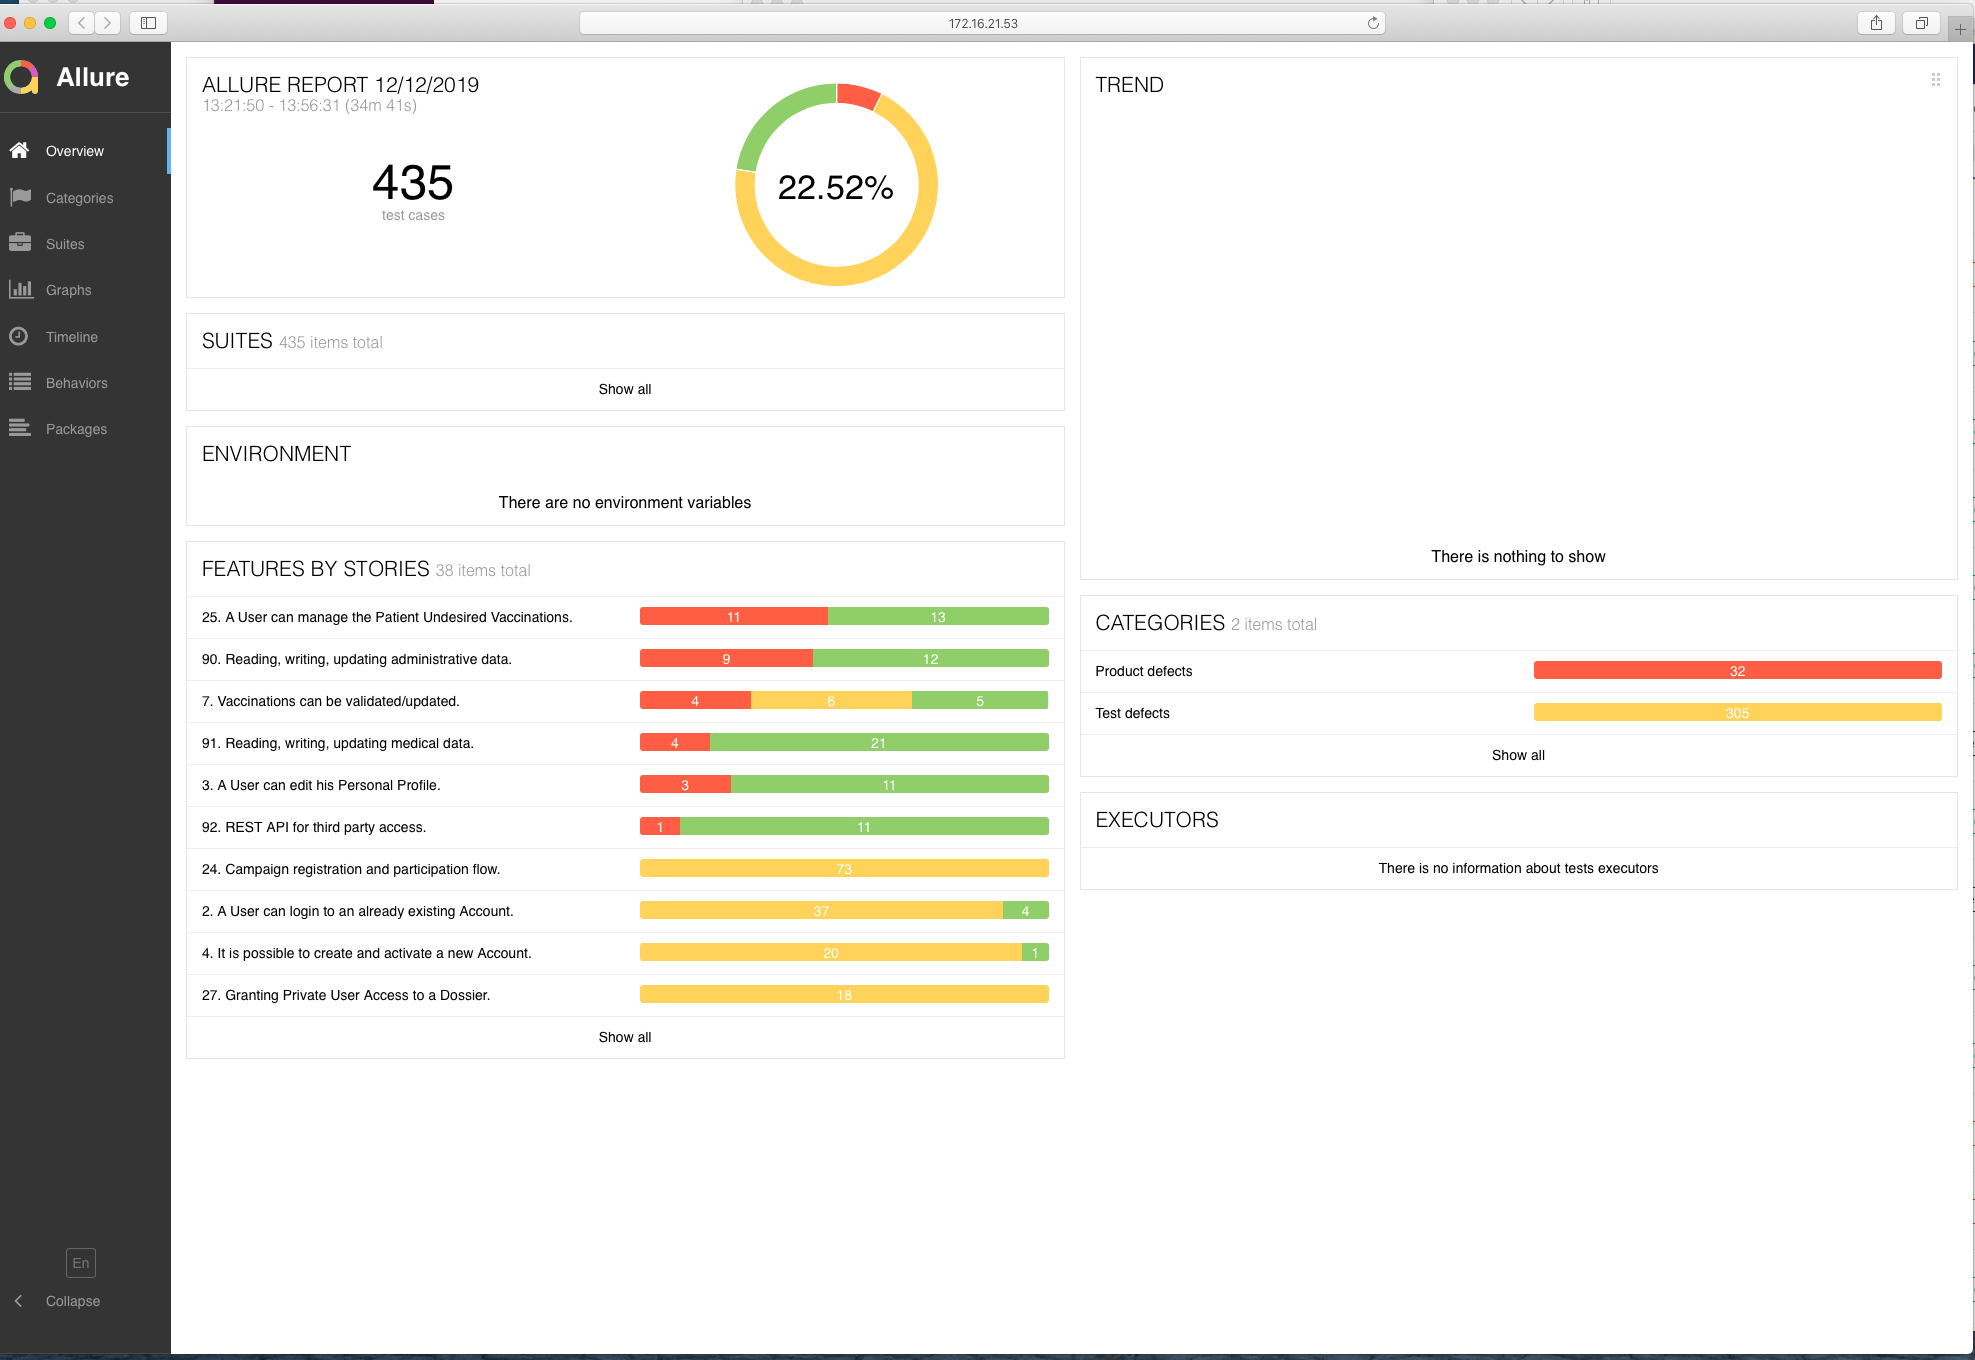 172.16.21.53
Allure
Overview
Categories
Suites
Graphs
Timeline
Behaviors
Packages
En
Collapse
ALLURE REPORT 12/12/2019
13:21:50 - 13:56:31 (34m 41s)
435
test cases
22.52%
SUITES 435 items total
Show all
ENVIRONMENT
There are no environment variables
FEATURES BY STORIES 38 items total
25. A User can manage the Patient Undesired Vaccinations. 11 13
90. Reading, writing, updating administrative data. 9 12
7. Vaccinations can be validated/updated. 4 6 5
91. Reading, writing, updating medical data. 4 21
3. A User can edit his Personal Profile. 3 11
92. REST API for third party access. 1 11
24. Campaign registration and participation flow. 73
2. A User can login to an already existing Account. 37 4
4. It is possible to create and activate a new Account. 20 1
27. Granting Private User Access to a Dossier. 18
Show all
TREND
There is nothing to show
CATEGORIES 2 items total
Product defects 32
Test defects 305
Show all
EXECUTORS
There is no information about tests executors